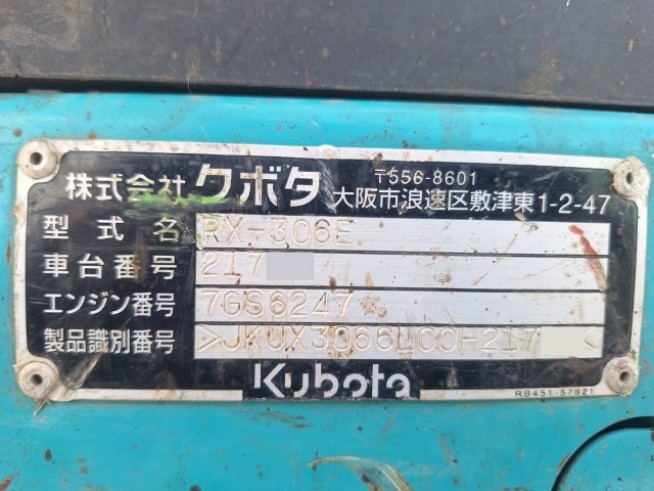 株式会社クボタ 〒556-8601
大阪市浪速区敷津東1-2-47
型式名 RX-306E
車台番号 217
エンジン番号 7GS6247
製品識別番号 >JKUX3066LCOH217 <
Kubota
RB451-57821